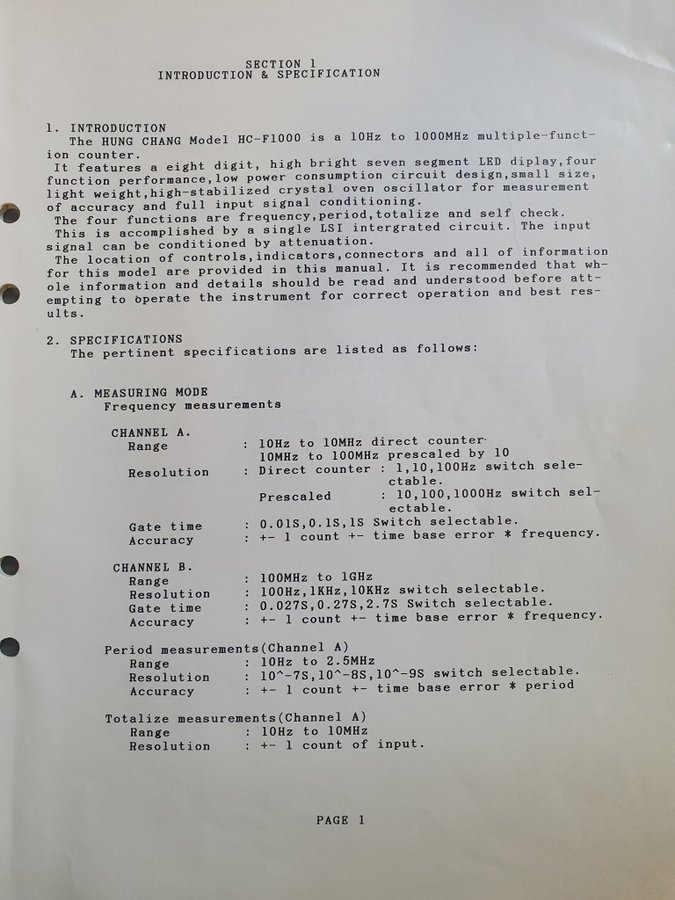 SECTION 1
INTRODUCTION & SPECIFICATION
1. INTRODUCTION
The HUNG CHANG Model HC-F1000 is a 10Hz to 1000MHz multiple-funct-
ion counter.
It features a eight digit, high bright seven segment LED diplay,four
function performance,low power consumption circuit design,small size,
light weight,high-stabilized crystal oven oscillator for measurement
of accuracy and full input signal conditioning.
The four functions are frequency,period,totalize and self check.
This is accomplished by a single LSI intergrated circuit. The input
signal can be conditioned by attenuation.
The location of controls,indicators,connectors and all of information
for this model are provided in this manual. It is recommended that wh-
ole information and details should be read and understood before att-
empting to operate the instrument for correct operation and best res-
ults.
2. SPECIFICATIONS
The pertinent specifications are listed as follows:
A. MEASURING MODE
Frequency measurements
CHANNEL A.
Range : 10Hz to 10MHz direct counter
10MHz to 100MHz prescaled by 10
Resolution : Direct counter : 1,10,100Hz switch sele-
ctable.
Prescaled : 10,100,1000Hz switch sel-
ectable.
Gate time : 0.01S,0.1S,1S Switch selectable.
Accuracy : +- 1 count +- time base error * frequency.
CHANNEL B.
Range : 100MHz to 1GHz
Resolution : 100Hz,1KHz,10KHz switch selectable.
Gate time : 0.027S,0.27S,2.7S Switch selectable.
Accuracy : +- 1 count +- time base error * frequency.
Period measurements(Channel A)
Range : 10Hz to 2.5MHz
Resolution : 10^-7S,10^-8S,10^-9S switch selectable.
Accuracy : +- 1 count +- time base error * period
Totalize measurements(Channel A)
Range : 10Hz to 10MHz
Resolution : +- 1 count of input.
PAGE 1